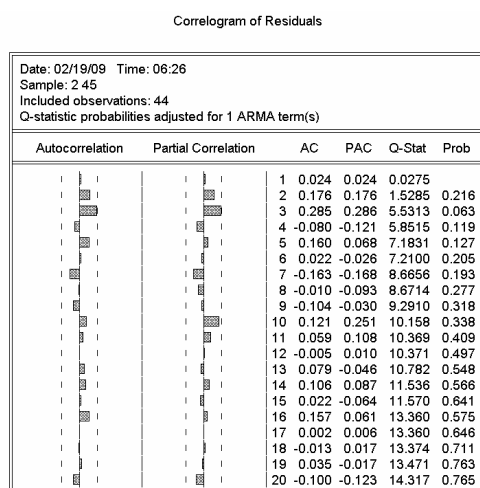 Correlogram of Residuals
Date: 02/19/09 Time: 06:26
Sample: 2 45
Included observations: 44
Q-statistic probabilities adjusted for 1 ARMA term(s)
Autocorrelation Partial Correlation AC PAC Q-Stat Prob
1 0.024 0.024 0.0275
2 0.176 0.176 1.5285 0.216
3 0.285 0.286 5.5313 0.063
4 -0.080 -0.121 5.8515 0.119
5 0.160 0.068 7.1831 0.127
6 0.022 -0.026 7.2100 0.205
7 -0.163 -0.168 8.6656 0.193
8 -0.010 -0.093 8.6714 0.277
9 -0.104 -0.030 9.2910 0.318
10 0.121 0.251 10.158 0.338
11 0.059 0.108 10.369 0.409
12 -0.005 0.010 10.371 0.497
13 0.079 -0.046 10.782 0.548
14 0.106 0.087 11.536 0.566
15 0.022 -0.064 11.570 0.641
16 0.157 0.061 13.360 0.575
17 0.002 0.006 13.360 0.646
18 -0.013 0.017 13.374 0.711
19 0.035 -0.017 13.471 0.763
20 -0.100 -0.123 14.317 0.765